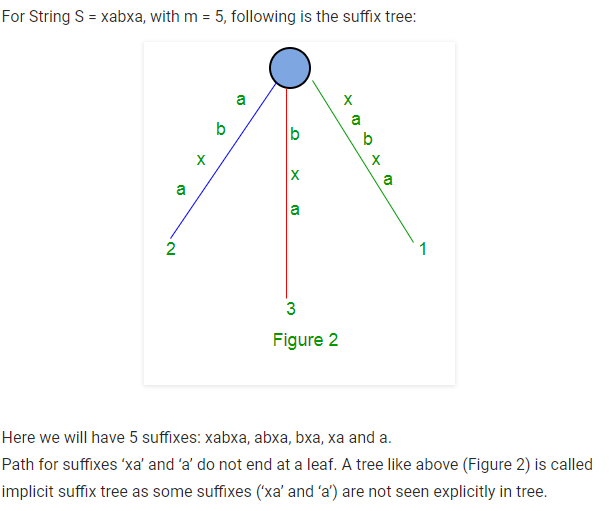 For String S = xabxa, with m = 5, following is the suffix tree:
a
b
x
a
2
b
x
a
3
x
a
b
x
a
1
Figure 2
Here we will have 5 suffixes: xabxa, abxa, bxa, xa and a.
Path for suffixes ‘xa’ and ‘a’ do not end at a leaf. A tree like above (Figure 2) is called
implicit suffix tree as some suffixes (‘xa’ and ‘a’) are not seen explicitly in tree.